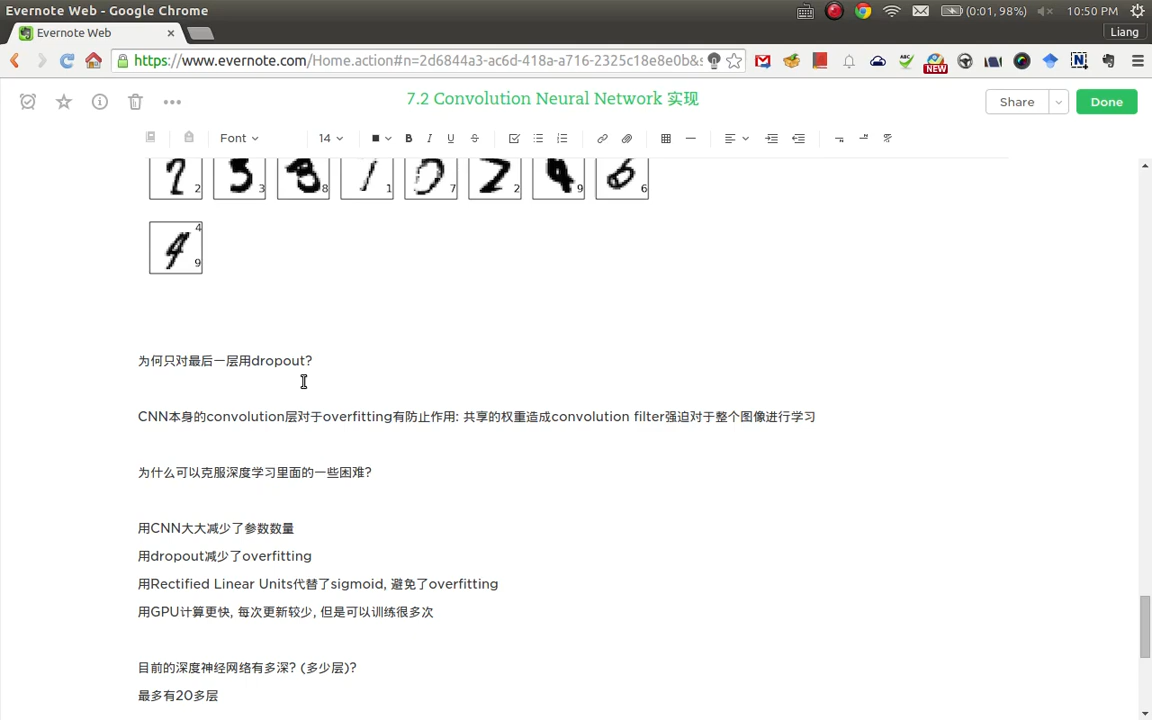 Evernote Web - Google Chrome
(0:01, 98%)
10:50 PM
Evernote Web
Liang
https://www.evernote.com/Home.action#n=2d6844a3-ac6d-418a-a716-2325c18e8e0b&s
NEW
7.2 Convolution Neural Network 实现
Share
Done
Font
14
B
I
U
S
2 3 8 1 7 2 9 6
4
9
为何只对最后一层用dropout?
CNN本身的convolution层对于overfitting有防止作用: 共享的权重造成convolution filter强迫对于整个图像进行学习
为什么可以克服深度学习里面的一些困难?
用CNN大大减少了参数数量
用dropout减少了overfitting
用Rectified Linear Units代替了sigmoid, 避免了overfitting
用GPU计算更快, 每次更新较少, 但是可以训练很多次
目前的深度神经网络有多深? (多少层)?
最多有20多层